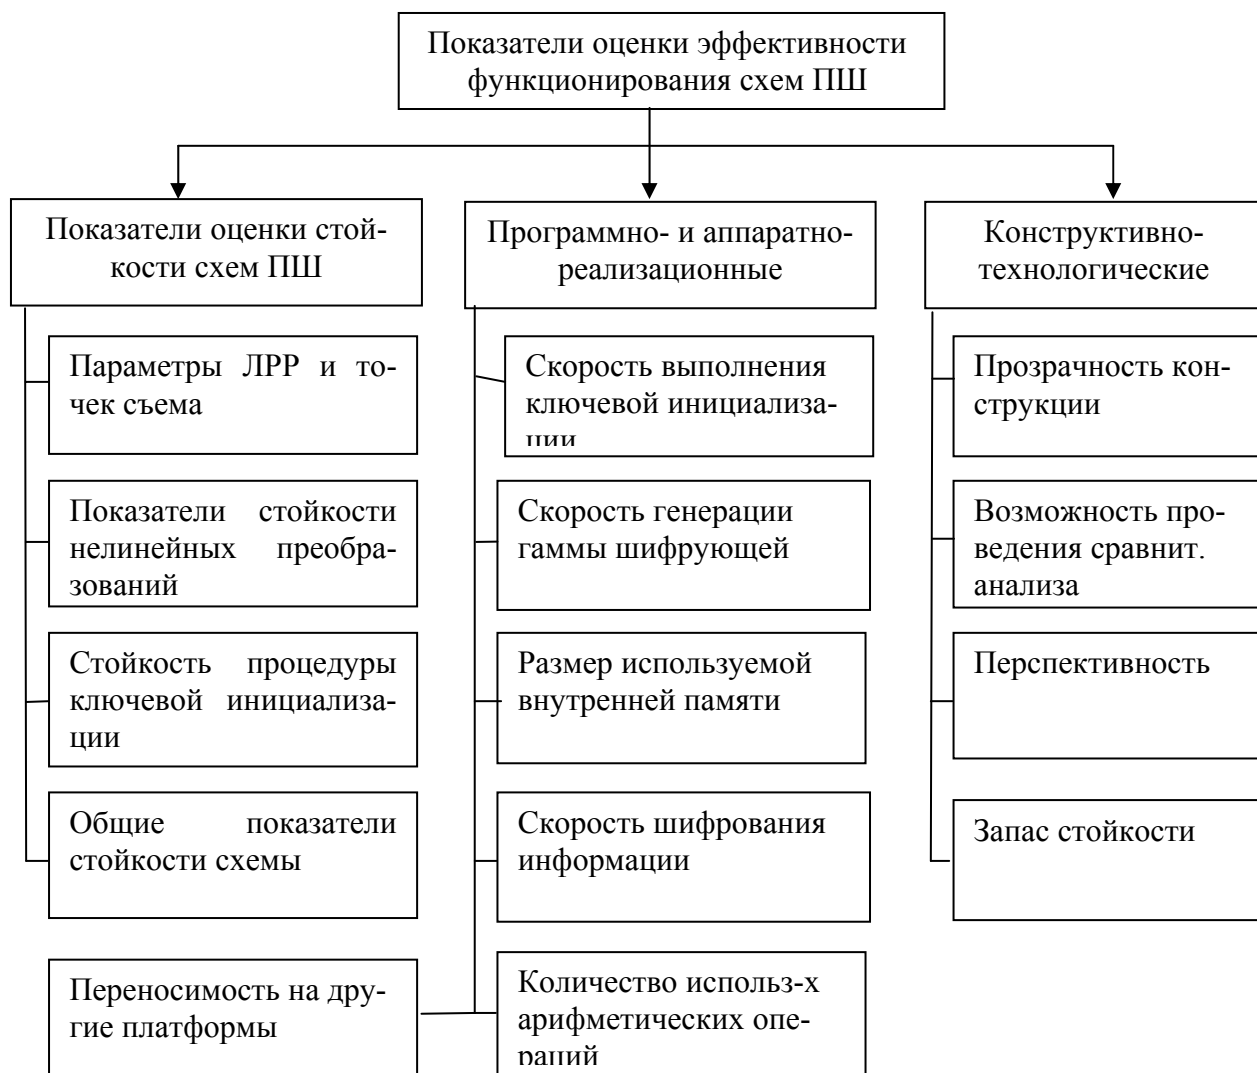 Показатели оценки эффективности
функционирования схем ПШ
Показатели оценки стой-
кости схем ПШ
Параметры ЛРР и то-
чек съема
Показатели стойкости
нелинейных преобра-
зований
Стойкость процедуры
ключевой инициализа-
ции
Общие показатели
стойкости схемы
Программно- и аппаратно-
реализационные
Скорость выполнения
ключевой инициализа-
ции
Скорость генерации
гаммы шифрующей
Размер используемой
внутренней памяти
Скорость шифрования
информации
Количество использ-х
арифметических опе-
раций
Переносимость на дру-
гие платформы
Конструктивно-
технологические
Прозрачность кон-
струкции
Возможность про-
ведения сравнит.
анализа
Перспективность
Запас стойкости